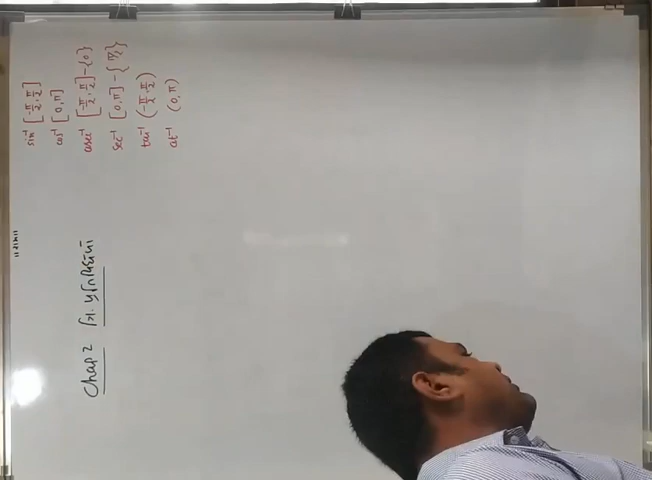 Chap 2
sin⁻¹ [-π/2, π/2]
cos⁻¹ [0, π]
cosec⁻¹ [-π/2, π/2] - {0}
sec⁻¹ [0, π] - {π/2}
tan⁻¹ (-π/2, π/2)
cot⁻¹ (0, π)